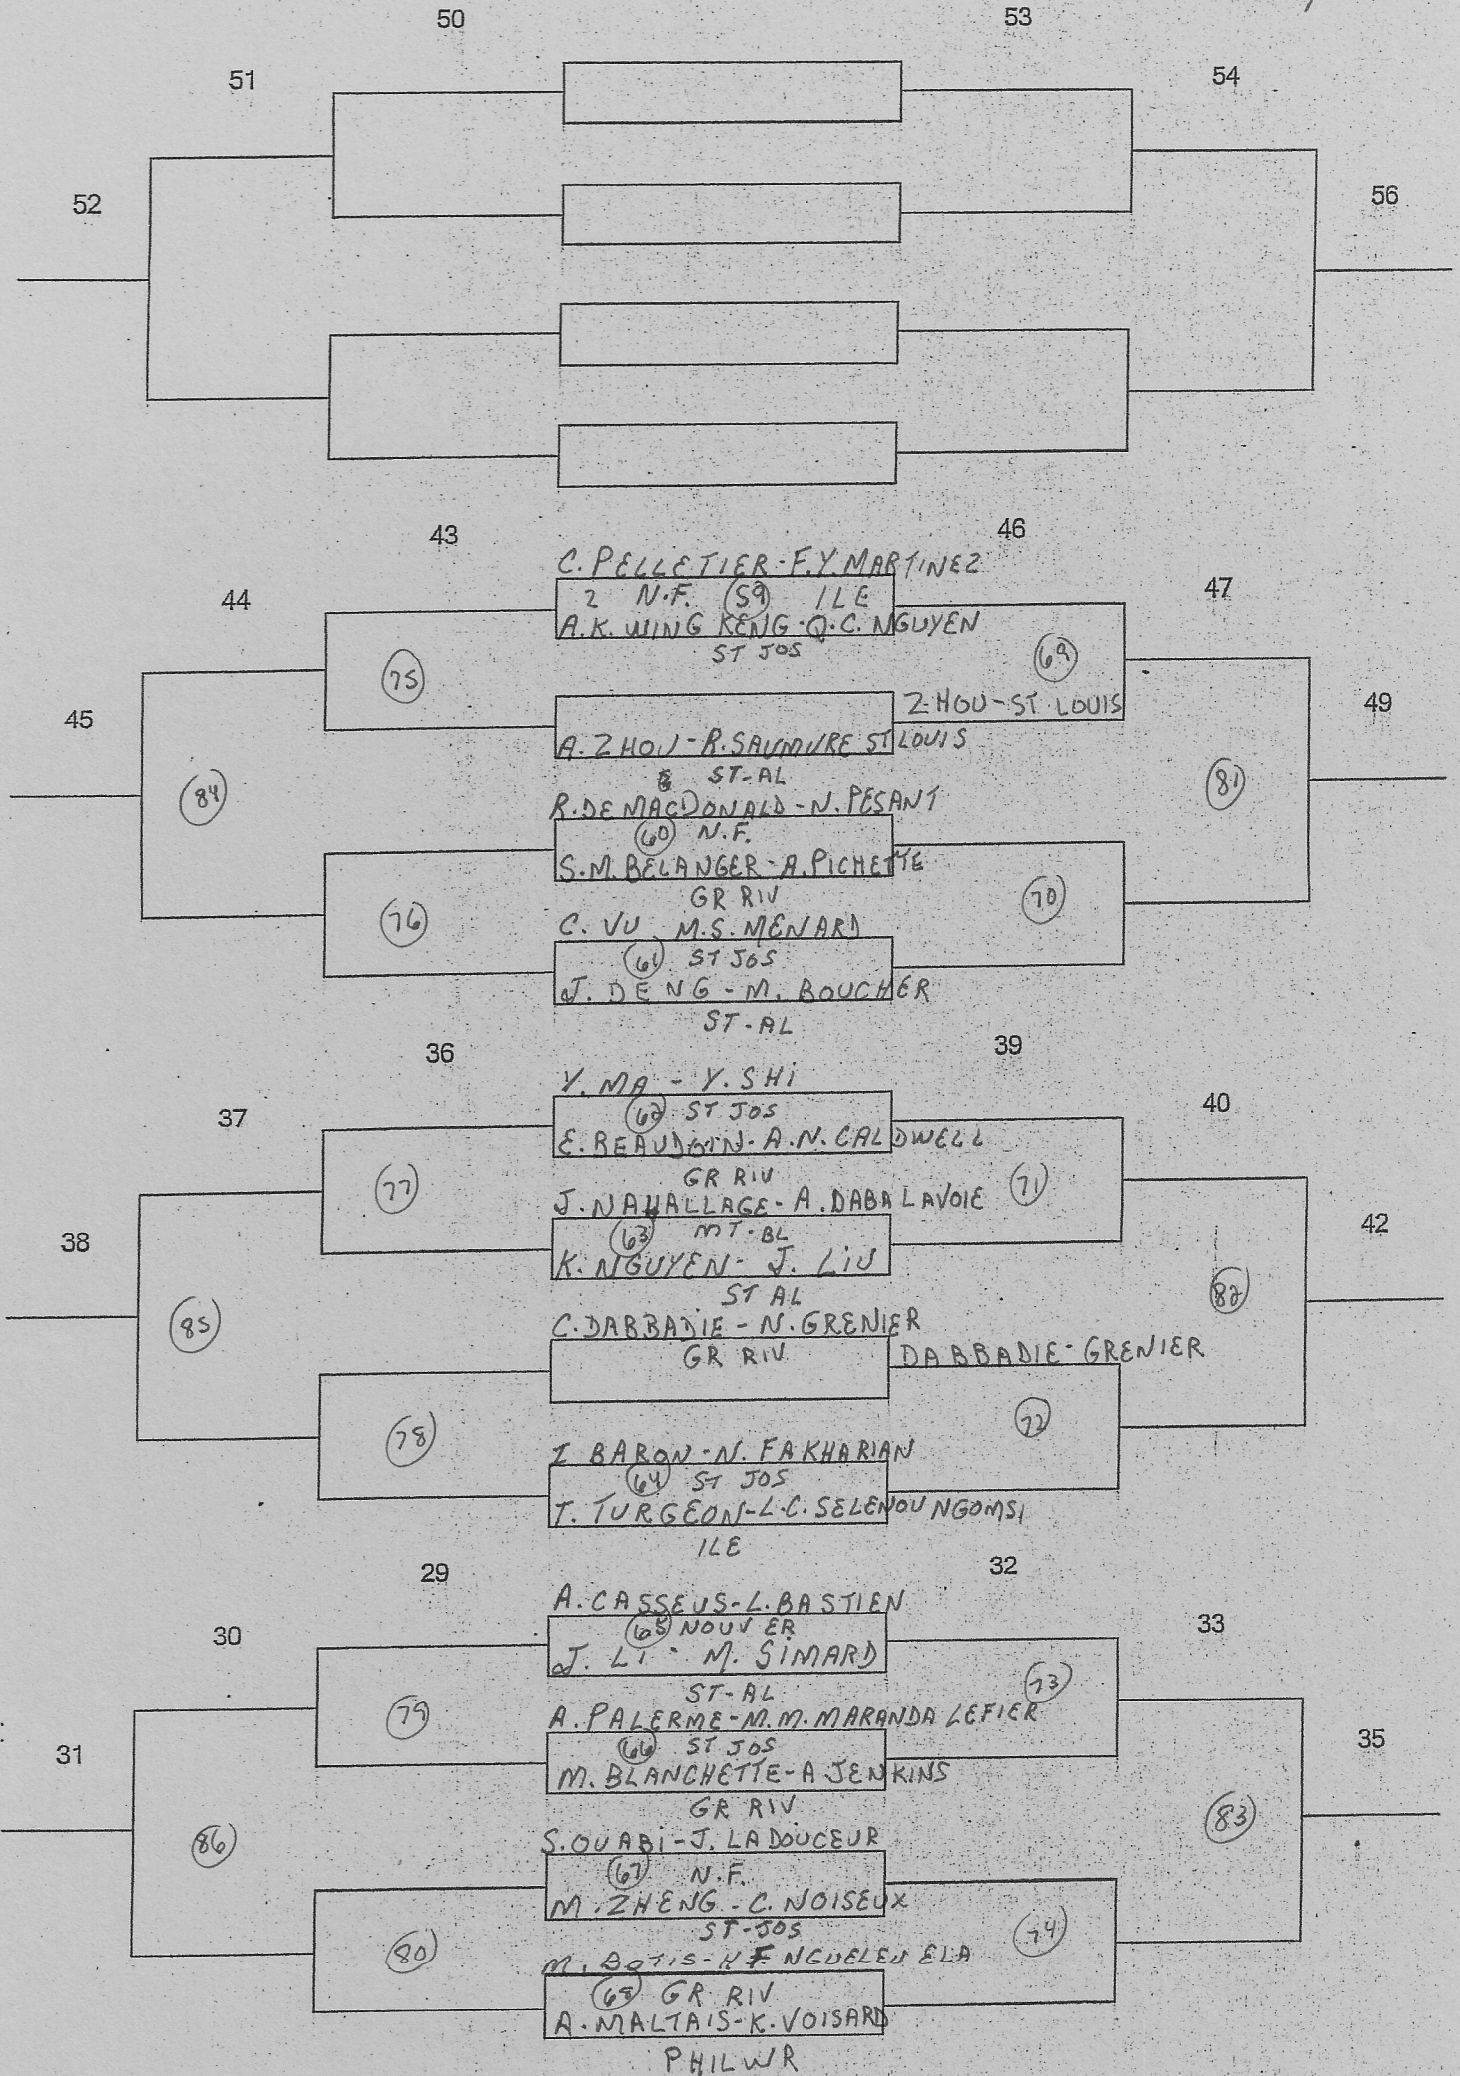 50
53
51
54
52
56
43
46
C. PELLETIER - F.Y. MARTINEZ
44
2 N.F. 59 ILE
47
A.K. WING KENG - Q.C. NGUYEN
ST JOS
69
75
ZHOU - ST LOUIS
45
49
A. ZHOU - R. SAUMURE ST LOUIS
ST-AL
84
81
R. DE MACDONALD - N. PESANT
60 N.F.
S.M. BELANGER - A. PICHETTE
GR RIV
70
76
C. VU M.S. MENARD
61 ST JOS
J. DENG - M. BOUCHER
ST-AL
36
39
Y. MA - Y. SHI
37
62 ST JOS
40
E. BEAUDOIN - A.N. CALDWELL
GR RIV
77
71
J. NAHALLAGE - A. DABA LAVOIE
38
63 MT-BL
42
K. NGUYEN - J. LIU
ST AL
82
85
C. DABBADIE - N. GRENIER
GR RIV
DABBADIE - GRENIER
72
78
I BARON - N. FAKHARIAN
64 ST JOS
T. TURGEON - L.C. SELENOU NGOMSI
ILE
29
32
A. CASSEUS - L. BASTIEN
30
65 NOUV ER
33
J. LI - M. SIMARD
ST-AL
73
79
A. PALERME - M.M. MARANDA LEFIER
31
66 ST JOS
35
M. BLANCHETTE - A JENKINS
GR RIV
83
86
S. OUABI - J. LADOUCEUR
67 N.F.
M. ZHENG - C. NOISEUX
ST-JOS
74
80
M. BOTIS - NGUELEU ELA
68 GR RIV
A. MALTAIS - K. VOISARD
PHILWR